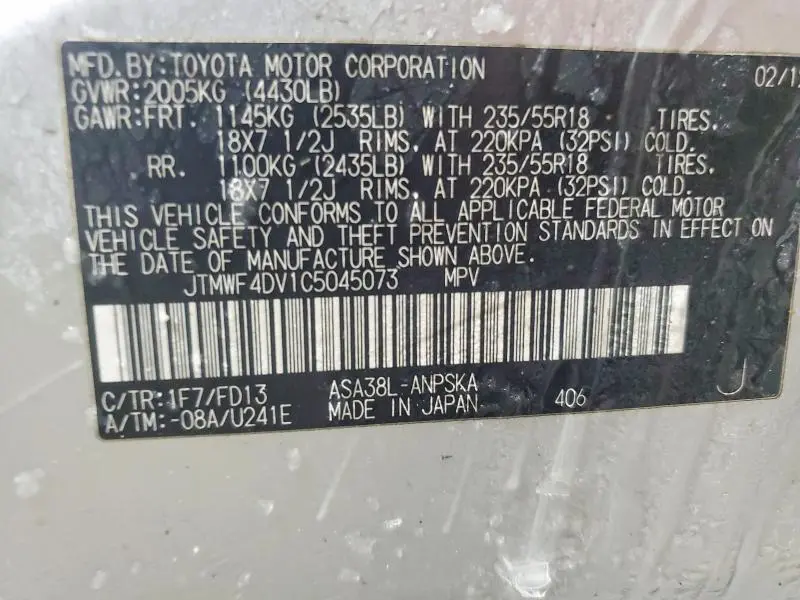 MFD.BY:TOYOTA MOTOR CORPORATION 02/1
GVWR:2005KG (4430LB)
GAWR:FRT. 1145KG (2535LB) WITH 235/55R18 TIRES,
18X7 1/2J RIMS, AT 220KPA (32PSI) COLD.
RR. 1100KG (2435LB) WITH 235/55R18 TIRES,
18X7 1/2J RIMS, AT 220KPA (32PSI) COLD.
THIS VEHICLE CONFORMS TO ALL APPLICABLE FEDERAL MOTOR
VEHICLE SAFETY AND THEFT PREVENTION STANDARDS IN EFFECT ON
THE DATE OF MANUFACTURE SHOWN ABOVE.
JTMWF4DV1C5045073 MPV
C/TR:1F7/FD13 ASA38L-ANPSKA
A/TM:-08A/U241E MADE IN JAPAN 406 J